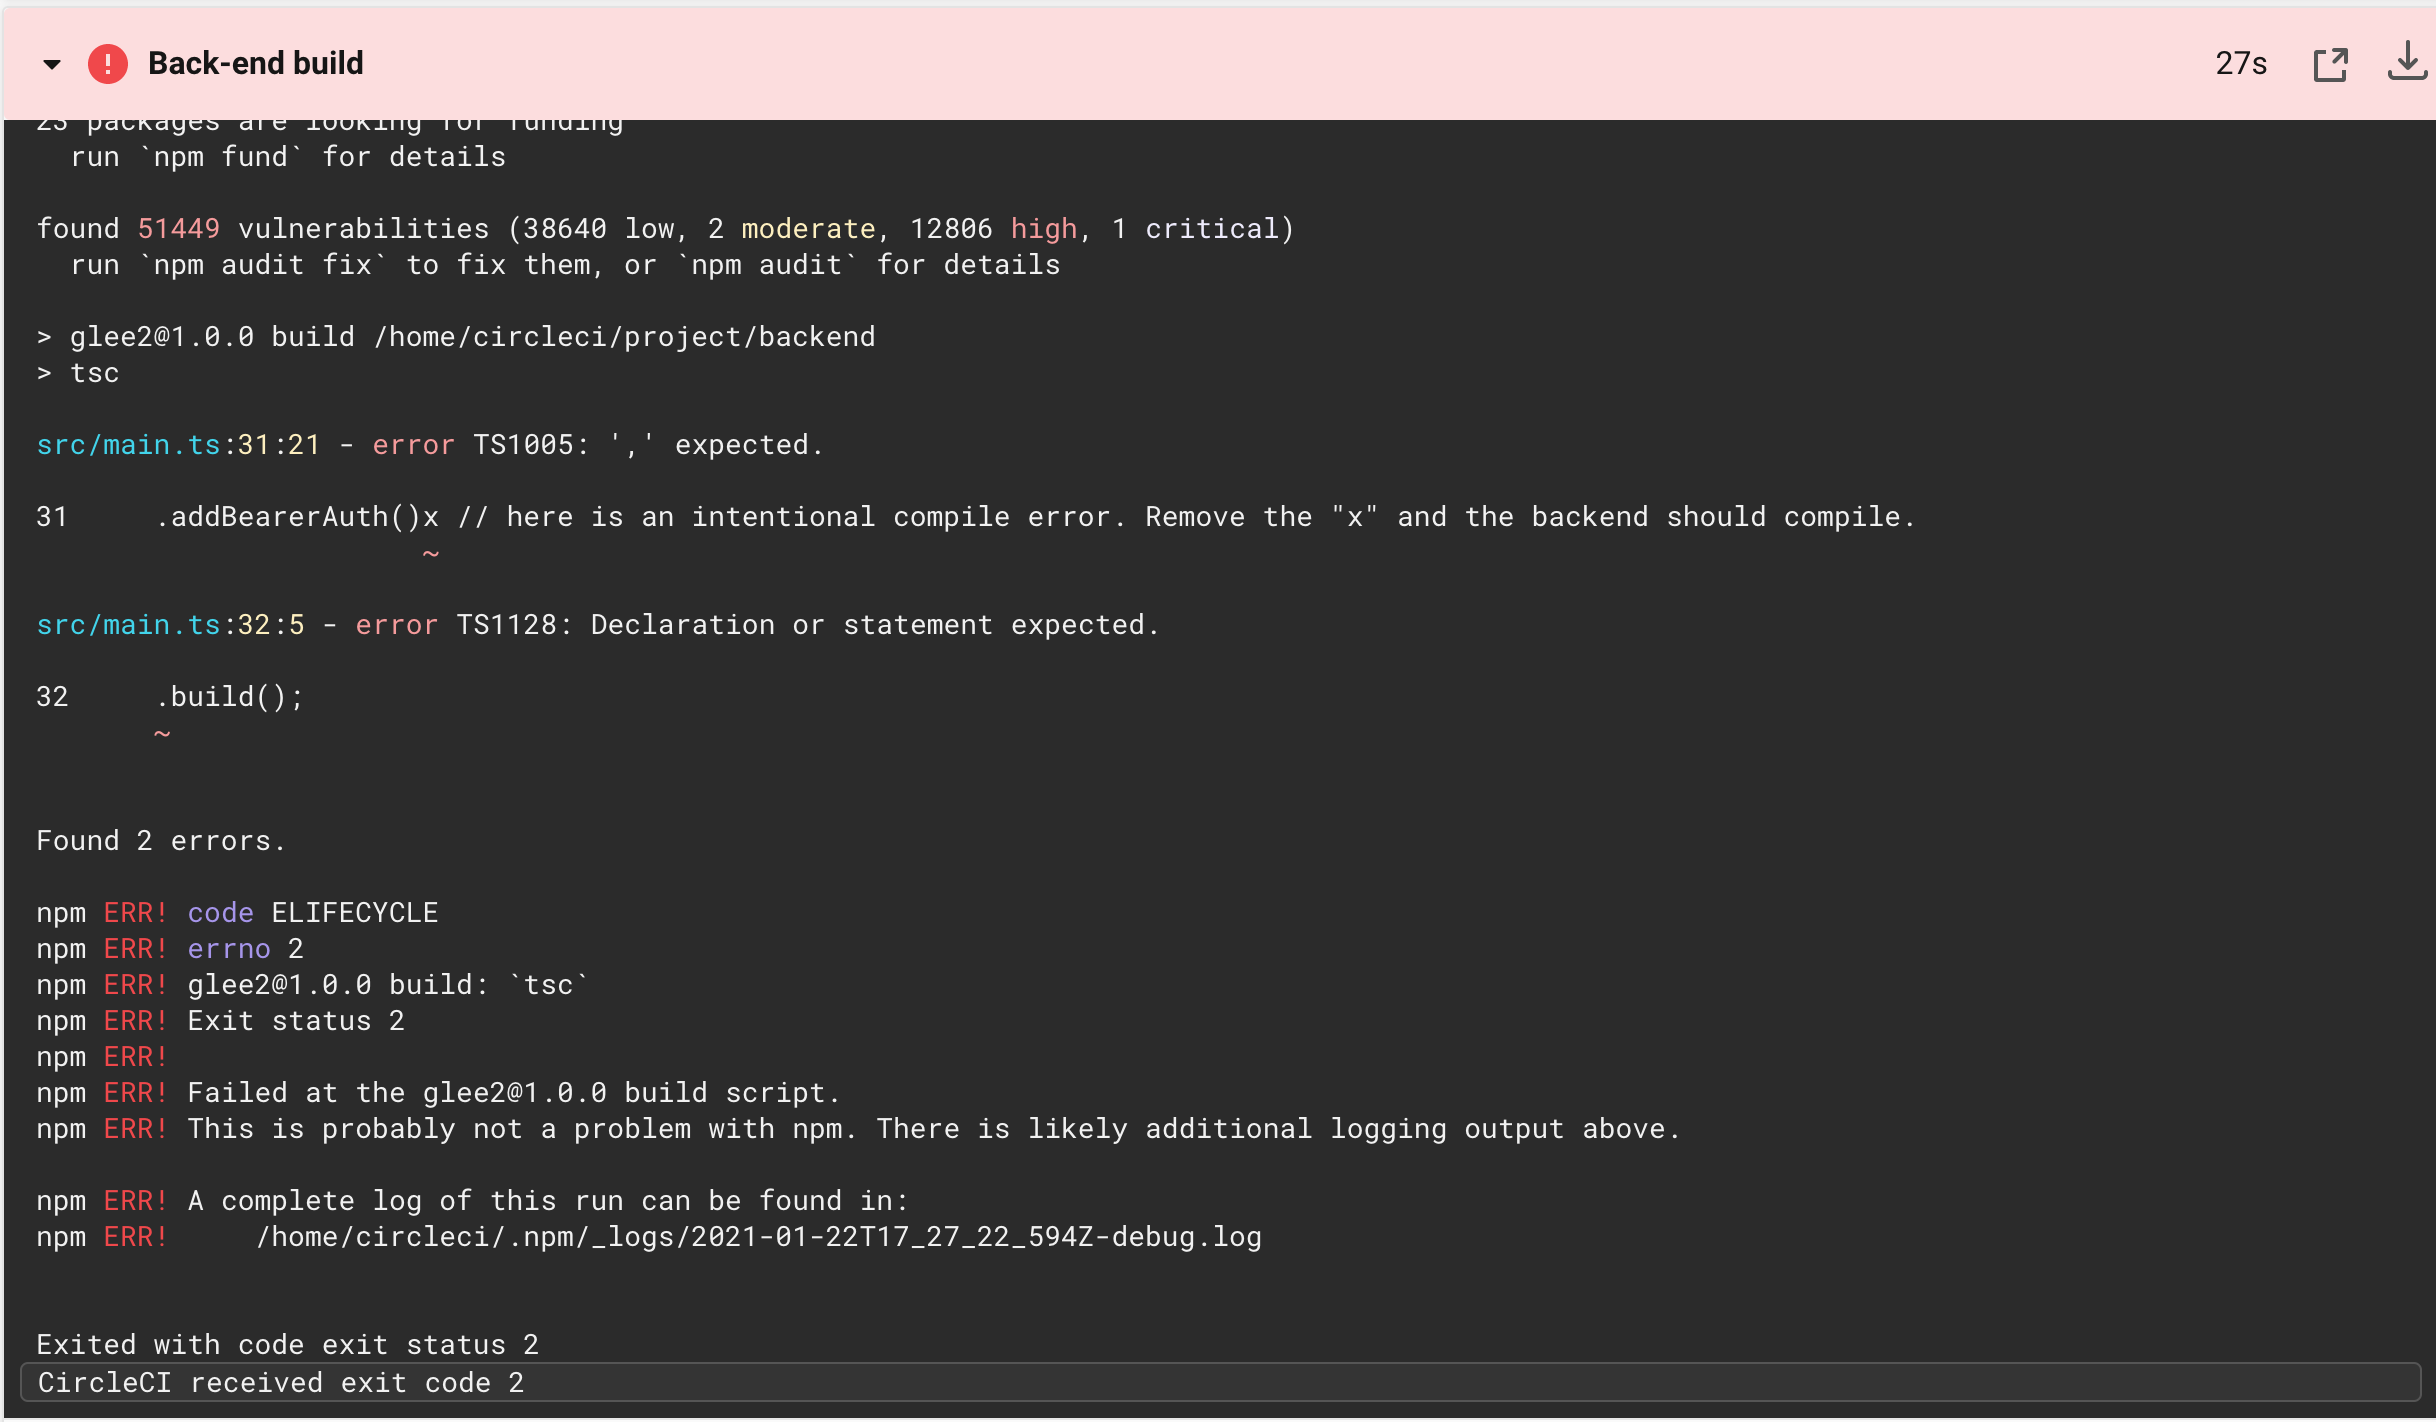 Back-end build
27s
23 packages are looking for funding
run `npm fund` for details
found 51449 vulnerabilities (38640 low, 2 moderate, 12806 high, 1 critical)
run `npm audit fix` to fix them, or `npm audit` for details
> glee2@1.0.0 build /home/circleci/project/backend
> tsc
src/main.ts:31:21 - error TS1005: ',' expected.
31     .addBearerAuth()x // here is an intentional compile error. Remove the "x" and the backend should compile.
~
src/main.ts:32:5 - error TS1128: Declaration or statement expected.
32     .build();
~
Found 2 errors.
npm ERR! code ELIFECYCLE
npm ERR! errno 2
npm ERR! glee2@1.0.0 build: `tsc`
npm ERR! Exit status 2
npm ERR!
npm ERR! Failed at the glee2@1.0.0 build script.
npm ERR! This is probably not a problem with npm. There is likely additional logging output above.
npm ERR! A complete log of this run can be found in:
npm ERR!     /home/circleci/.npm/_logs/2021-01-22T17_27_22_594Z-debug.log
Exited with code exit status 2
CircleCI received exit code 2